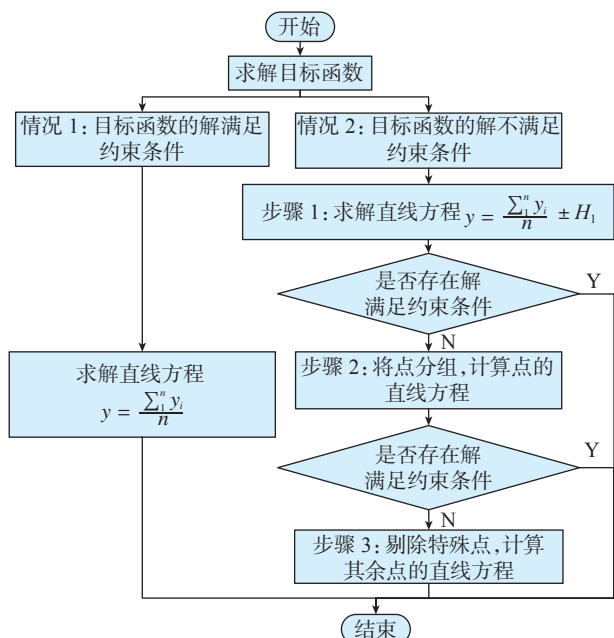 开始
求解目标函数
情况 1:目标函数的解满足
约束条件
情况 2:目标函数的解不满足
约束条件
步骤 1:求解直线方程 y = ∑₁ⁿ yᵢ / n ± H₁
是否存在解
满足约束条件
Y
N
求解直线方程
y = ∑₁ⁿ yᵢ / n
步骤 2:将点分组,计算点的
直线方程
是否存在解
满足约束条件
Y
N
步骤 3:剔除特殊点,计算
其余点的直线方程
结束